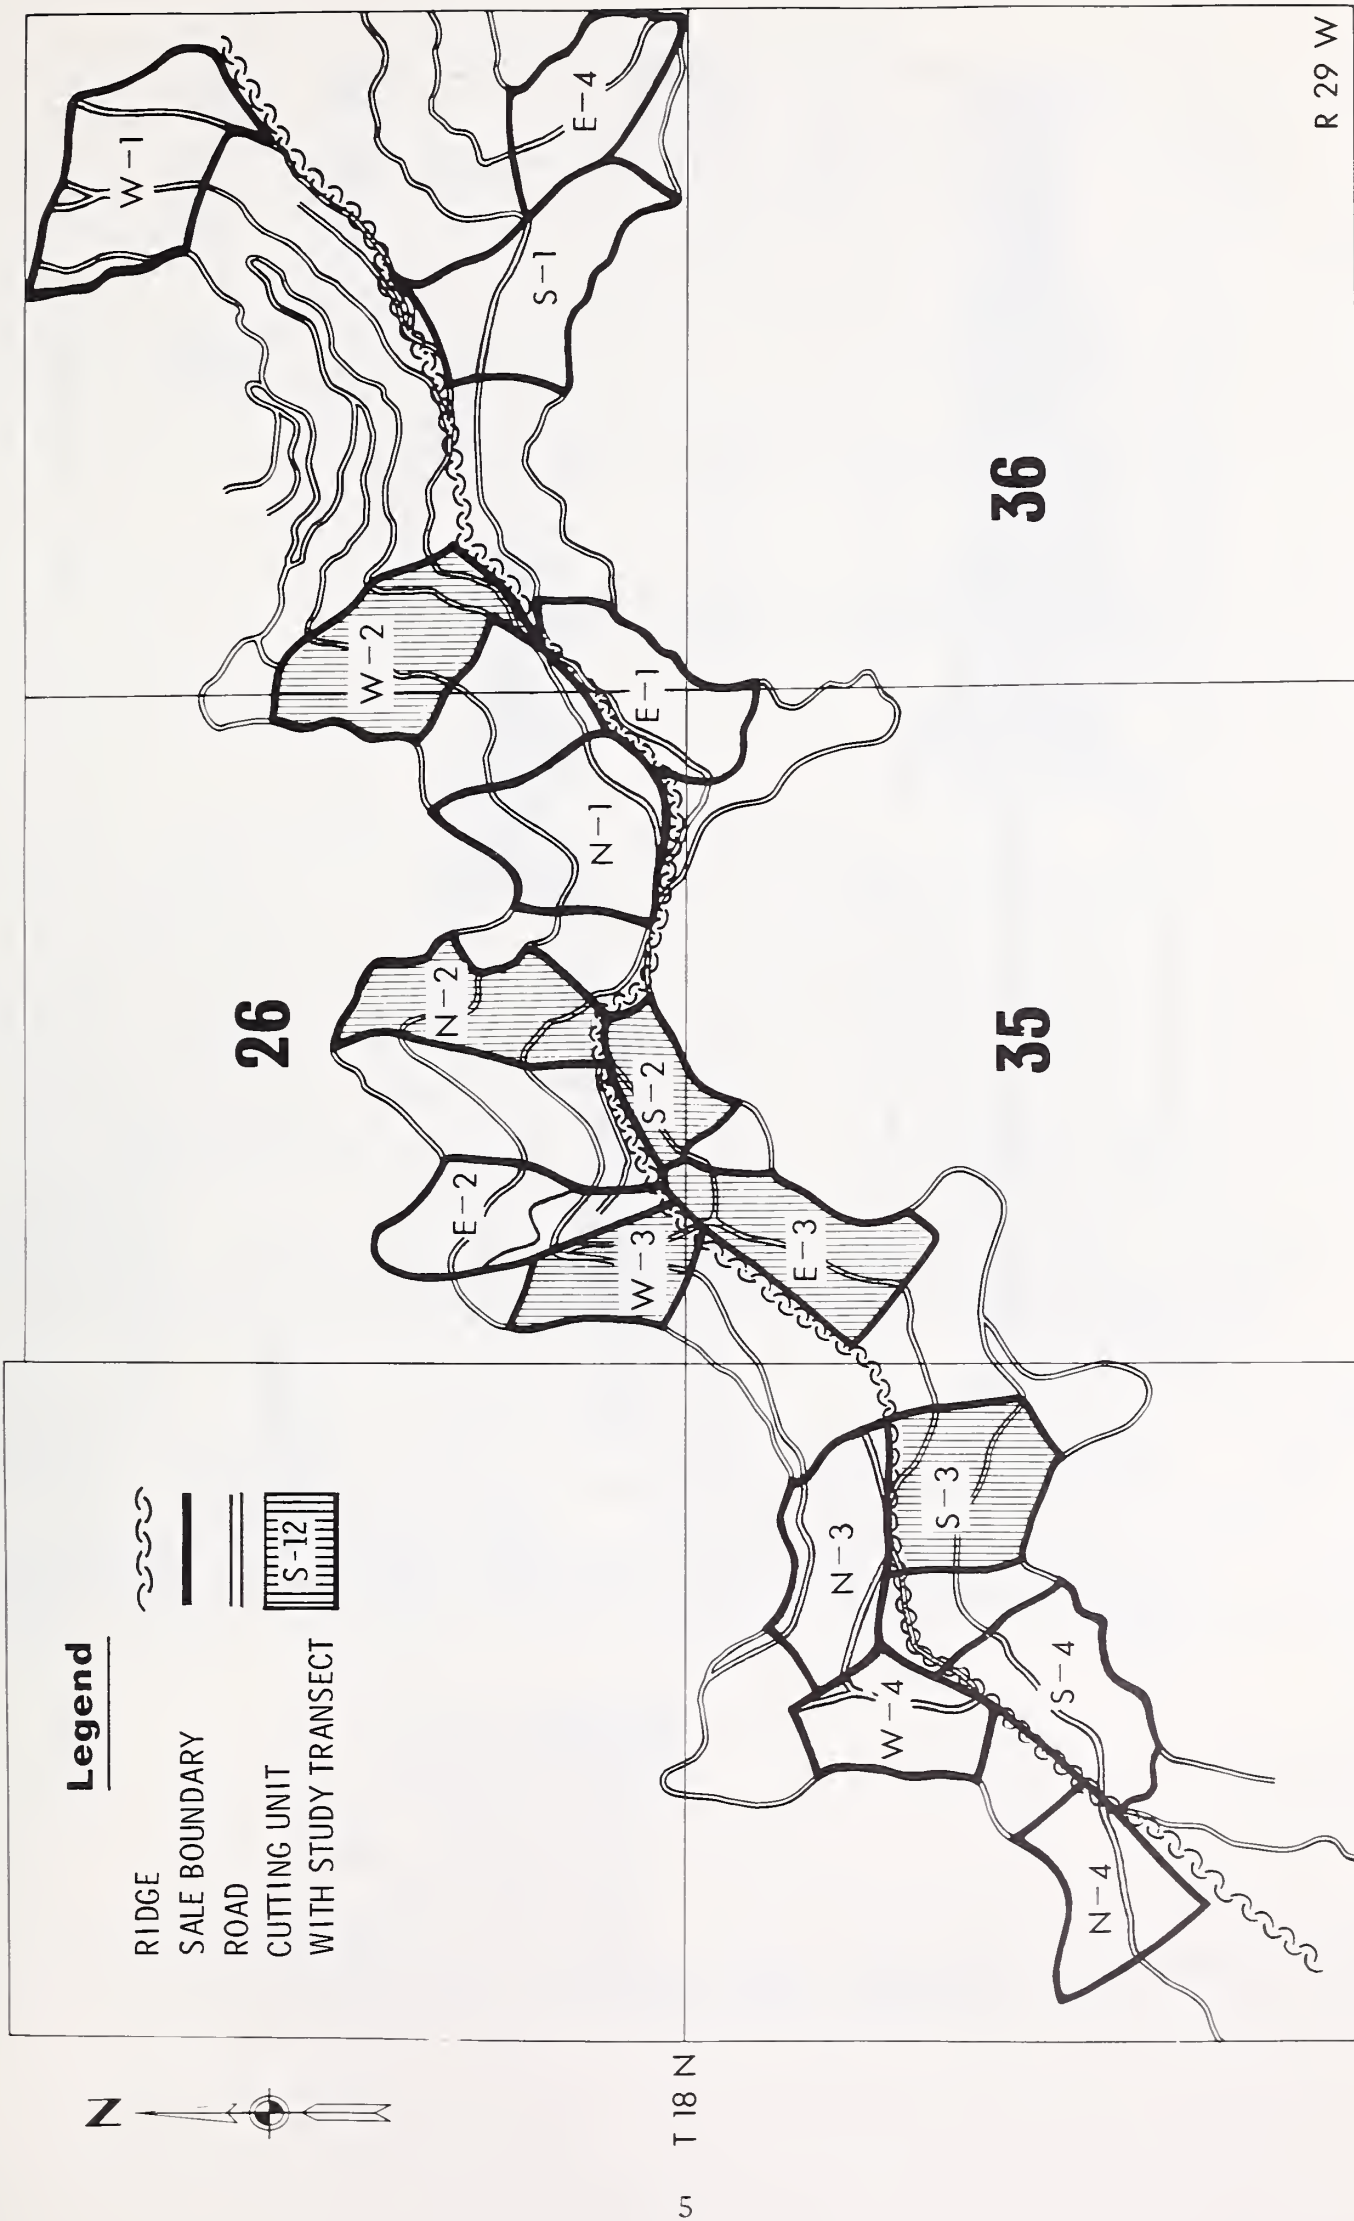 Legend
RIDGE
SALE BOUNDARY
ROAD
CUTTING UNIT
WITH STUDY TRANSECT
S-12
N
T 18 N
R 29 W
26
35
36
W-1
E-4
S-1
W-2
E-1
N-1
N-2
S-2
E-2
W-3
E-3
N-3
S-3
W-4
S-4
N-4
5